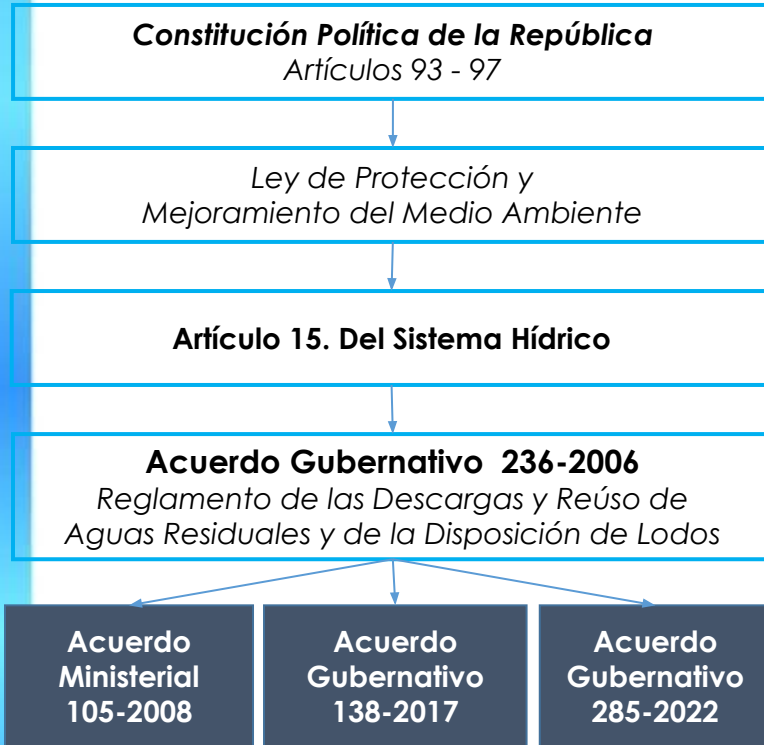 Constitución Política de la República
Artículos 93 - 97
Ley de Protección y
Mejoramiento del Medio Ambiente
Artículo 15. Del Sistema Hídrico
Acuerdo Gubernativo 236-2006
Reglamento de las Descargas y Reúso de
Aguas Residuales y de la Disposición de Lodos
Acuerdo
Ministerial
105-2008
Acuerdo
Gubernativo
138-2017
Acuerdo
Gubernativo
285-2022